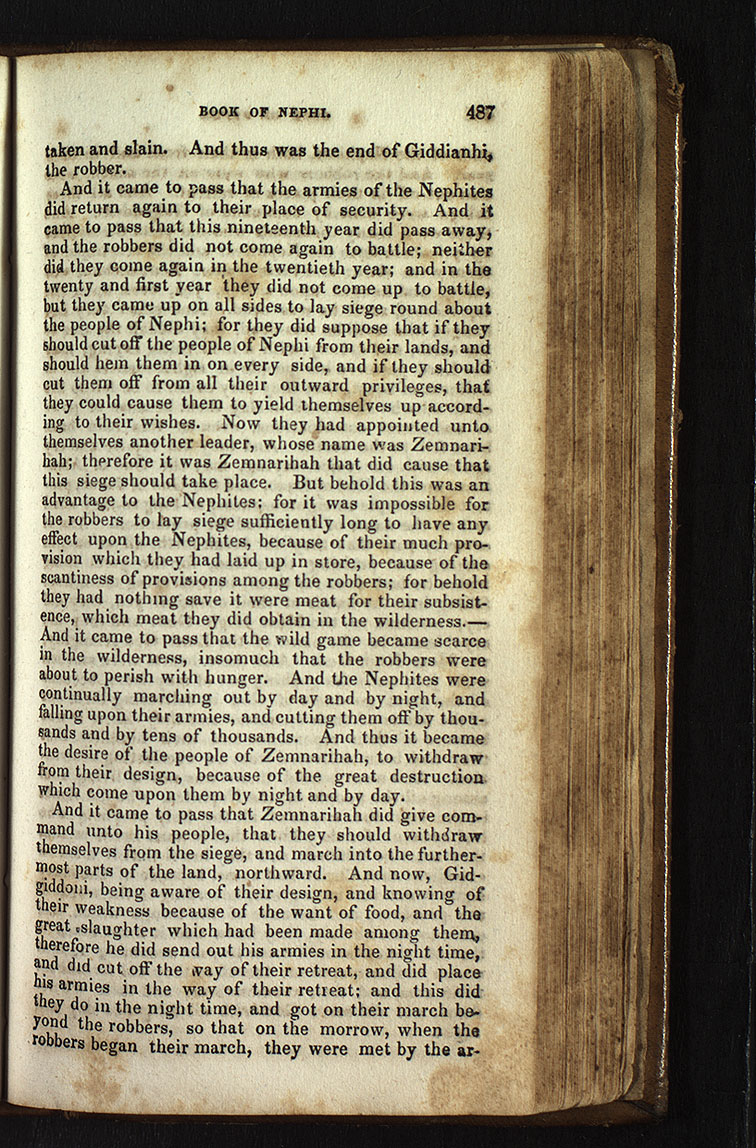 BOOK OF NEPHI. 487
taken and slain. And thus was the end of Giddianhi,
the robber.
And it came to pass that the armies of the Nephites
did return again to their place of security. And it
came to pass that this nineteenth year did pass away,
and the robbers did not come again to battle; neither
did they come again in the twentieth year; and in the
twenty and first year they did not come up to battle,
but they came up on all sides to lay siege round about
the people of Nephi; for they did suppose that if they
should cut off the people of Nephi from their lands, and
should hem them in on every side, and if they should
cut them off from all their outward privileges, that
they could cause them to yield themselves up accord-
ing to their wishes. Now they had appointed unto
themselves another leader, whose name was Zemnari-
hah; therefore it was Zemnarihah that did cause that
this siege should take place. But behold this was an
advantage to the Nephites; for it was impossible for
the robbers to lay siege sufficiently long to have any
effect upon the Nephites, because of their much pro-
vision which they had laid up in store, because of the
scantiness of provisions among the robbers; for behold
they had nothing save it were meat for their subsist-
ence, which meat they did obtain in the wilderness.—
And it came to pass that the wild game became scarce
in the wilderness, insomuch that the robbers were
about to perish with hunger. And the Nephites were
continually marching out by day and by night, and
falling upon their armies, and cutting them off by thou-
sands and by tens of thousands. And thus it became
the desire of the people of Zemnarihah, to withdraw
from their design, because of the great destruction
which come upon them by night and by day.
And it came to pass that Zemnarihah did give com-
mand unto his people, that they should withdraw
themselves from the siege, and march into the further-
most parts of the land, northward. And now, Gid-
giddoni, being aware of their design, and knowing of
their weakness because of the want of food, and the
great slaughter which had been made among them,
therefore he did send out his armies in the night time,
and did cut off the way of their retreat, and did place
his armies in the way of their retreat; and this did
they do in the night time, and got on their march be-
yond the robbers, so that on the morrow, when the
robbers began their march, they were met by the ar-